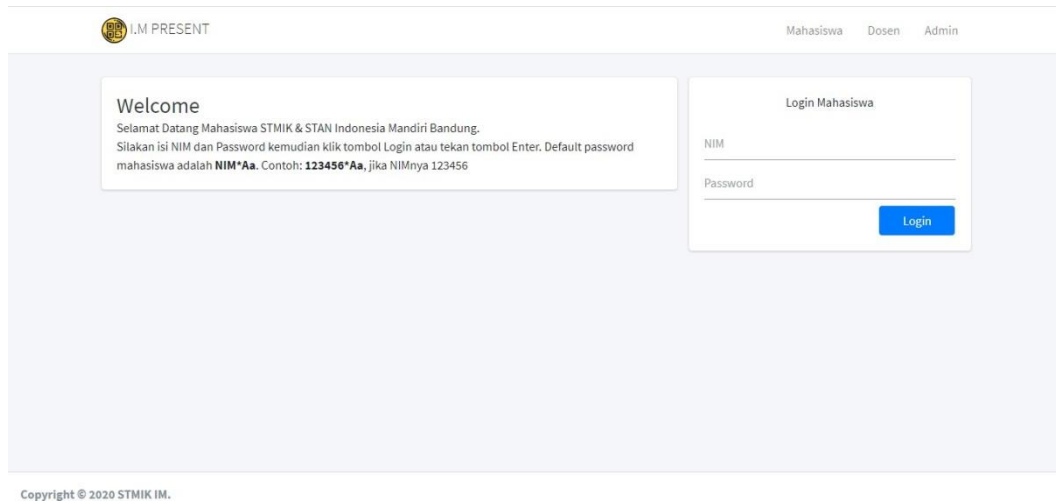 I.M PRESENT
Mahasiswa Dosen Admin
Welcome
Selamat Datang Mahasiswa STMIK & STAN Indonesia Mandiri Bandung.
Silakan isi NIM dan Password kemudian klik tombol Login atau tekan tombol Enter. Default password
mahasiswa adalah NIM*Aa. Contoh: 123456*Aa, jika NIMnya 123456
Login Mahasiswa
NIM
Password
Login
Copyright © 2020 STMIK IM.